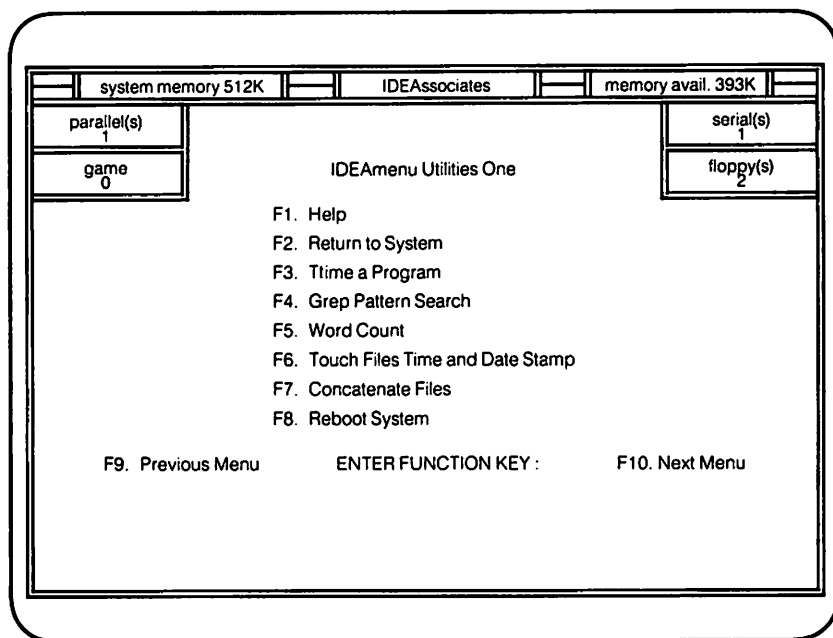 system memory 512K IDEAssociates memory avail. 393K
parallel(s)
1
serial(s)
1
game
0
IDEAmenu Utilities One
floppy(s)
2
F1. Help
F2. Return to System
F3. Ttime a Program
F4. Grep Pattern Search
F5. Word Count
F6. Touch Files Time and Date Stamp
F7. Concatenate Files
F8. Reboot System
F9. Previous Menu ENTER FUNCTION KEY : F10. Next Menu